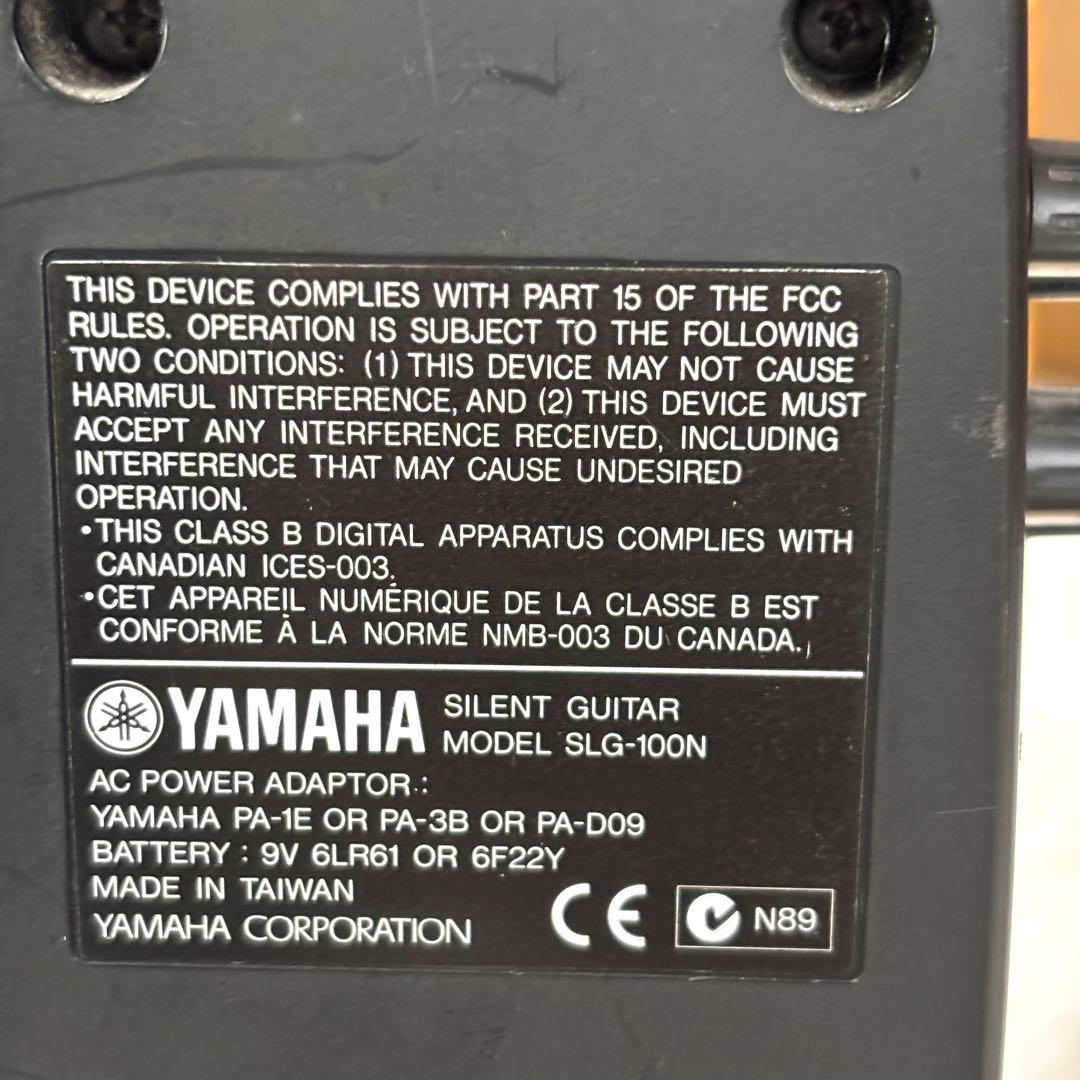 THIS DEVICE COMPLIES WITH PART 15 OF THE FCC
RULES. OPERATION IS SUBJECT TO THE FOLLOWING
TWO CONDITIONS: (1) THIS DEVICE MAY NOT CAUSE
HARMFUL INTERFERENCE, AND (2) THIS DEVICE MUST
ACCEPT ANY INTERFERENCE RECEIVED, INCLUDING
INTERFERENCE THAT MAY CAUSE UNDESIRED
OPERATION.
•THIS CLASS B DIGITAL APPARATUS COMPLIES WITH
CANADIAN ICES-003.
•CET APPAREIL NUMÉRIQUE DE LA CLASSE B EST
CONFORME À LA NORME NMB-003 DU CANADA.
YAMAHA SILENT GUITAR
MODEL SLG-100N
AC POWER ADAPTOR :
YAMAHA PA-1E OR PA-3B OR PA-D09
BATTERY : 9V 6LR61 OR 6F22Y
MADE IN TAIWAN
YAMAHA CORPORATION
CE N89